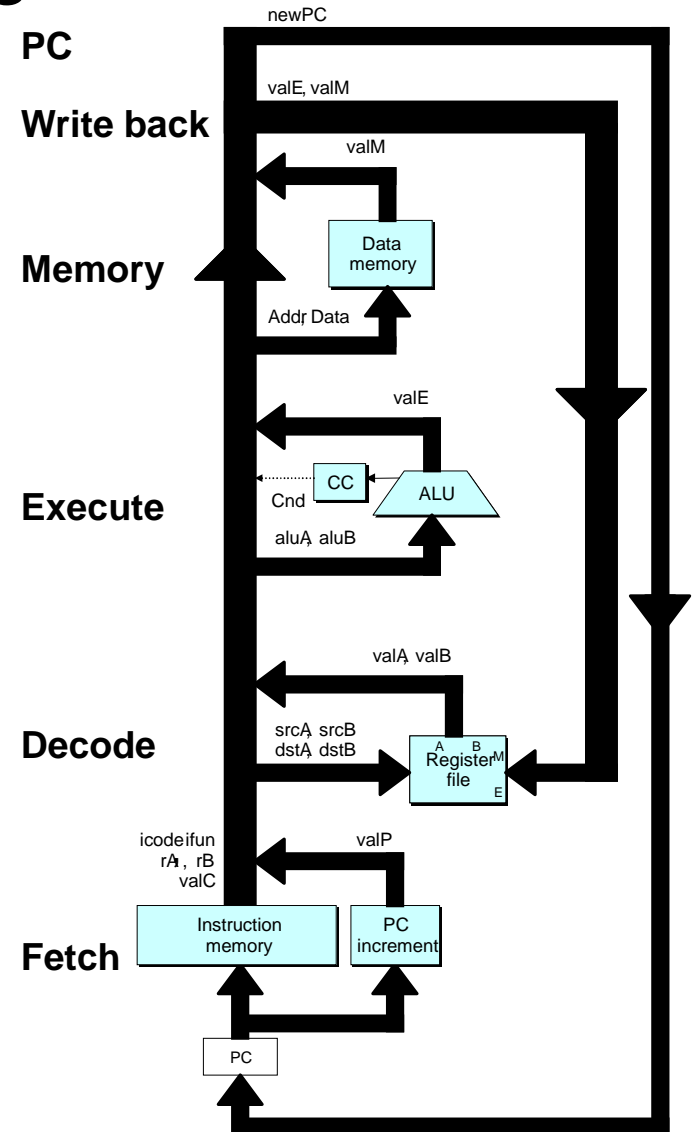 newPC
PC
valE, valM
Write back
valM
Data
memory
Memory
Addr, Data
valE
CC
ALU
Cnd
Execute
aluA, aluB
valA, valB
srcA, srcB
dstA, dstB
Decode
A B
Register M
file
E
icode ifun
rA , rB
valC
valP
Instruction
memory
PC
increment
Fetch
PC